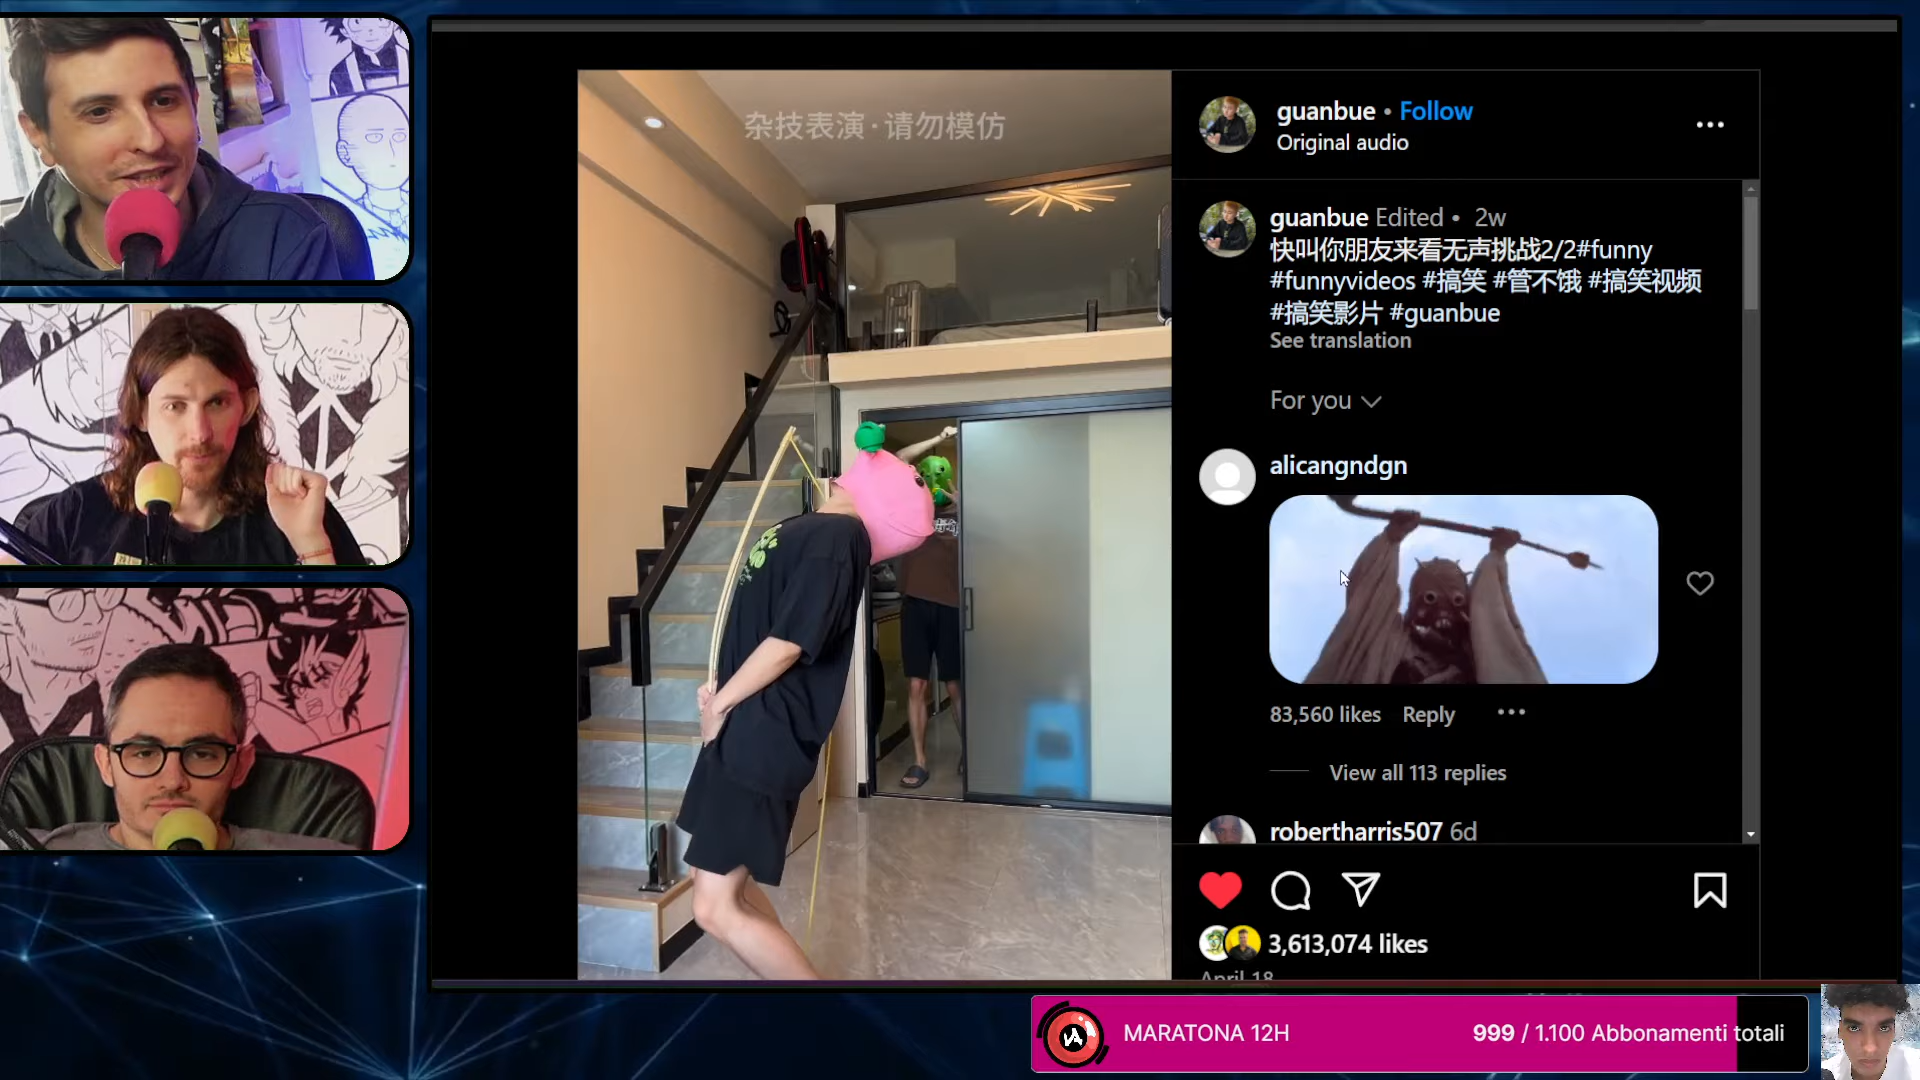 杂技表演·请勿模仿
guanbue • Follow
Original audio
guanbue Edited • 2w
快叫你朋友来看无声挑战2/2#funny
#funnyvideos #搞笑 #管不饿 #搞笑视频
#搞笑影片 #guanbue
See translation
For you
alicangndgn
83,560 likes Reply
View all 113 replies
robertharris507 6d
3,613,074 likes
April 18
MARATONA 12H
999 / 1.100 Abbonamenti totali